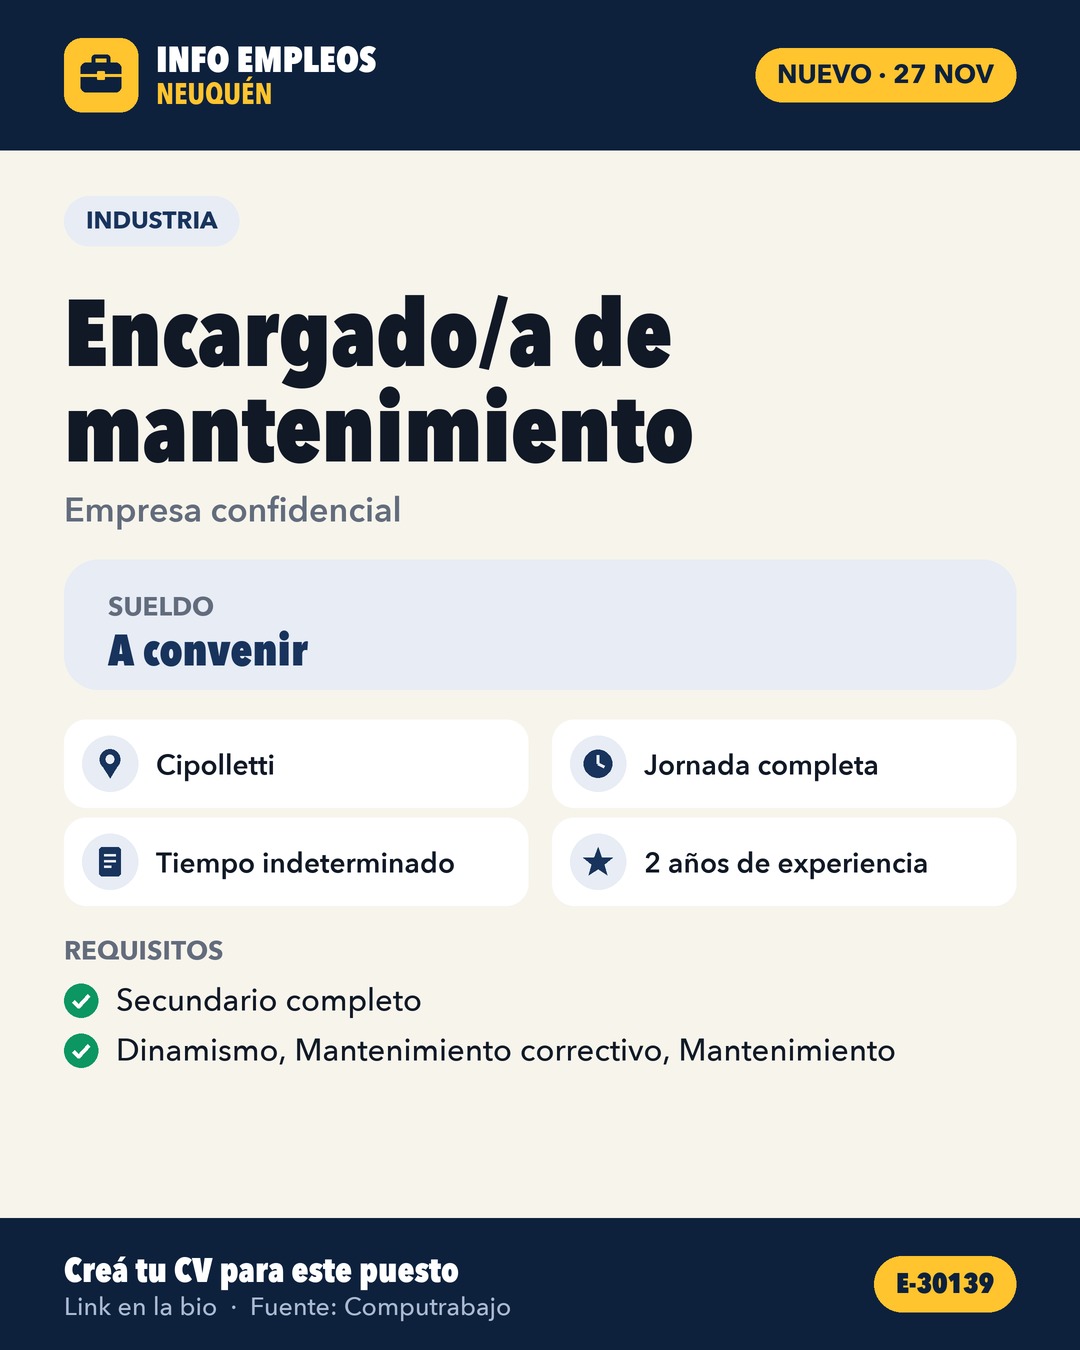 INFO EMPLEOS
NEUQUÉN
NUEVO · 27 NOV
INDUSTRIA
Encargado/a de
mantenimiento
Empresa confidencial
SUELDO
A convenir
Cipolletti
Jornada completa
Tiempo indeterminado
2 años de experiencia
REQUISITOS
Secundario completo
Dinamismo, Mantenimiento correctivo, Mantenimiento
Creá tu CV para este puesto
Link en la bio · Fuente: Computrabajo
E-30139